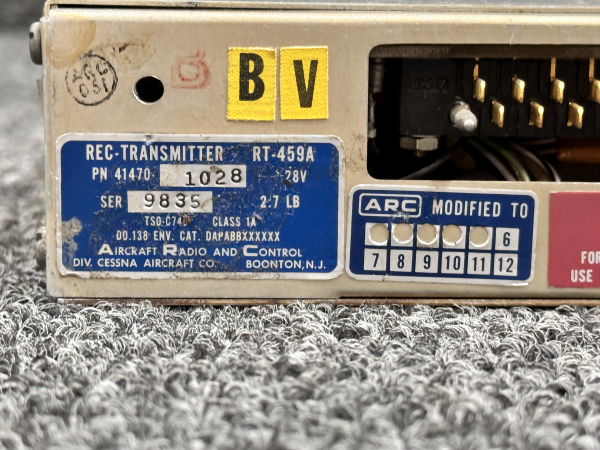 ARC
051
B V
REC-TRANSMITTER RT-459A
PN 41470 1028 28V
SER 9835 2.7 LB
TSO-C74C CLASS 1A
DO.138 ENV. CAT. DAPABBXXXXXX
AIRCRAFT RADIO AND CONTROL
DIV. CESSNA AIRCRAFT CO. BOONTON, N.J.
ARC MODIFIED TO
6
7 8 9 10 11 12
FOR
USE